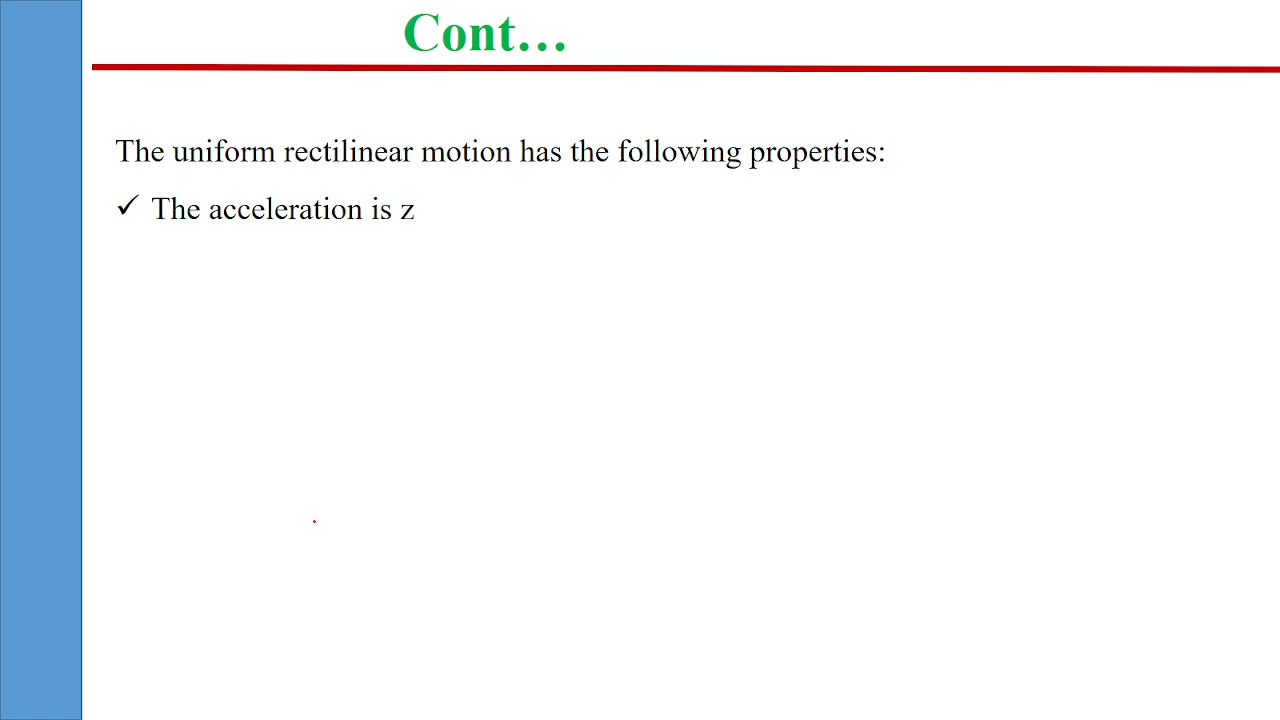 Cont…
The uniform rectilinear motion has the following properties:
✓ The acceleration is z